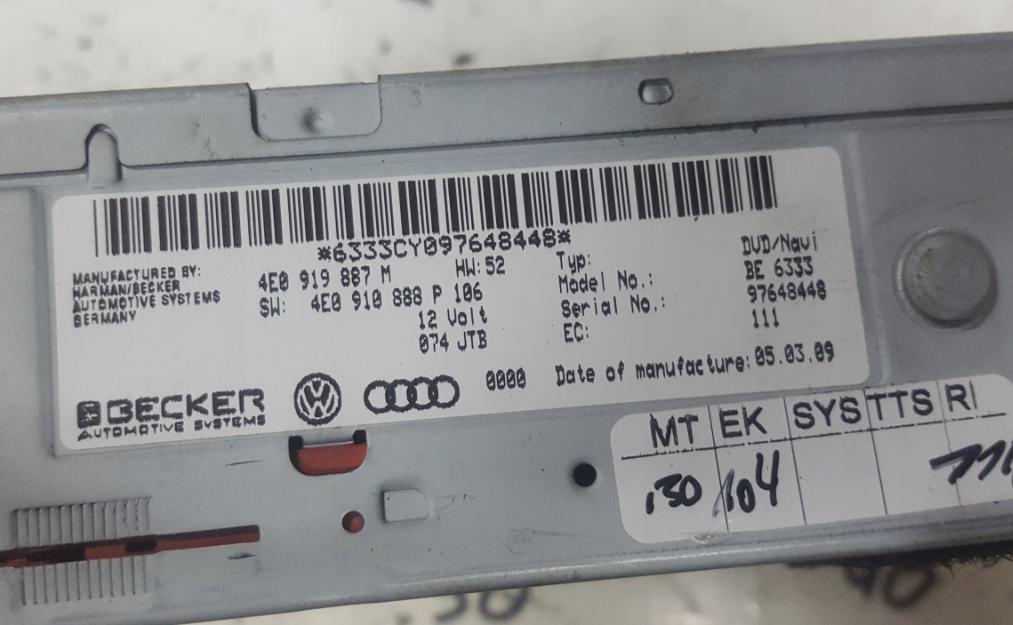 *6333CY097648448*
MANUFACTURED BY:
HARMAN/BECKER
AUTOMOTIVE SYSTEMS
GERMANY
4E0 919 887 M HW:52
SW: 4E0 910 888 P 106
12 Volt
074 JTB
Typ: DVD/Navi
Model No.: BE 6333
Serial No.: 97648448
EC: 111
0000 Date of manufacture: 05.03.09
BECKER
AUTOMOTIVE SYSTEMS
MT EK SYS TTS RI
130 104